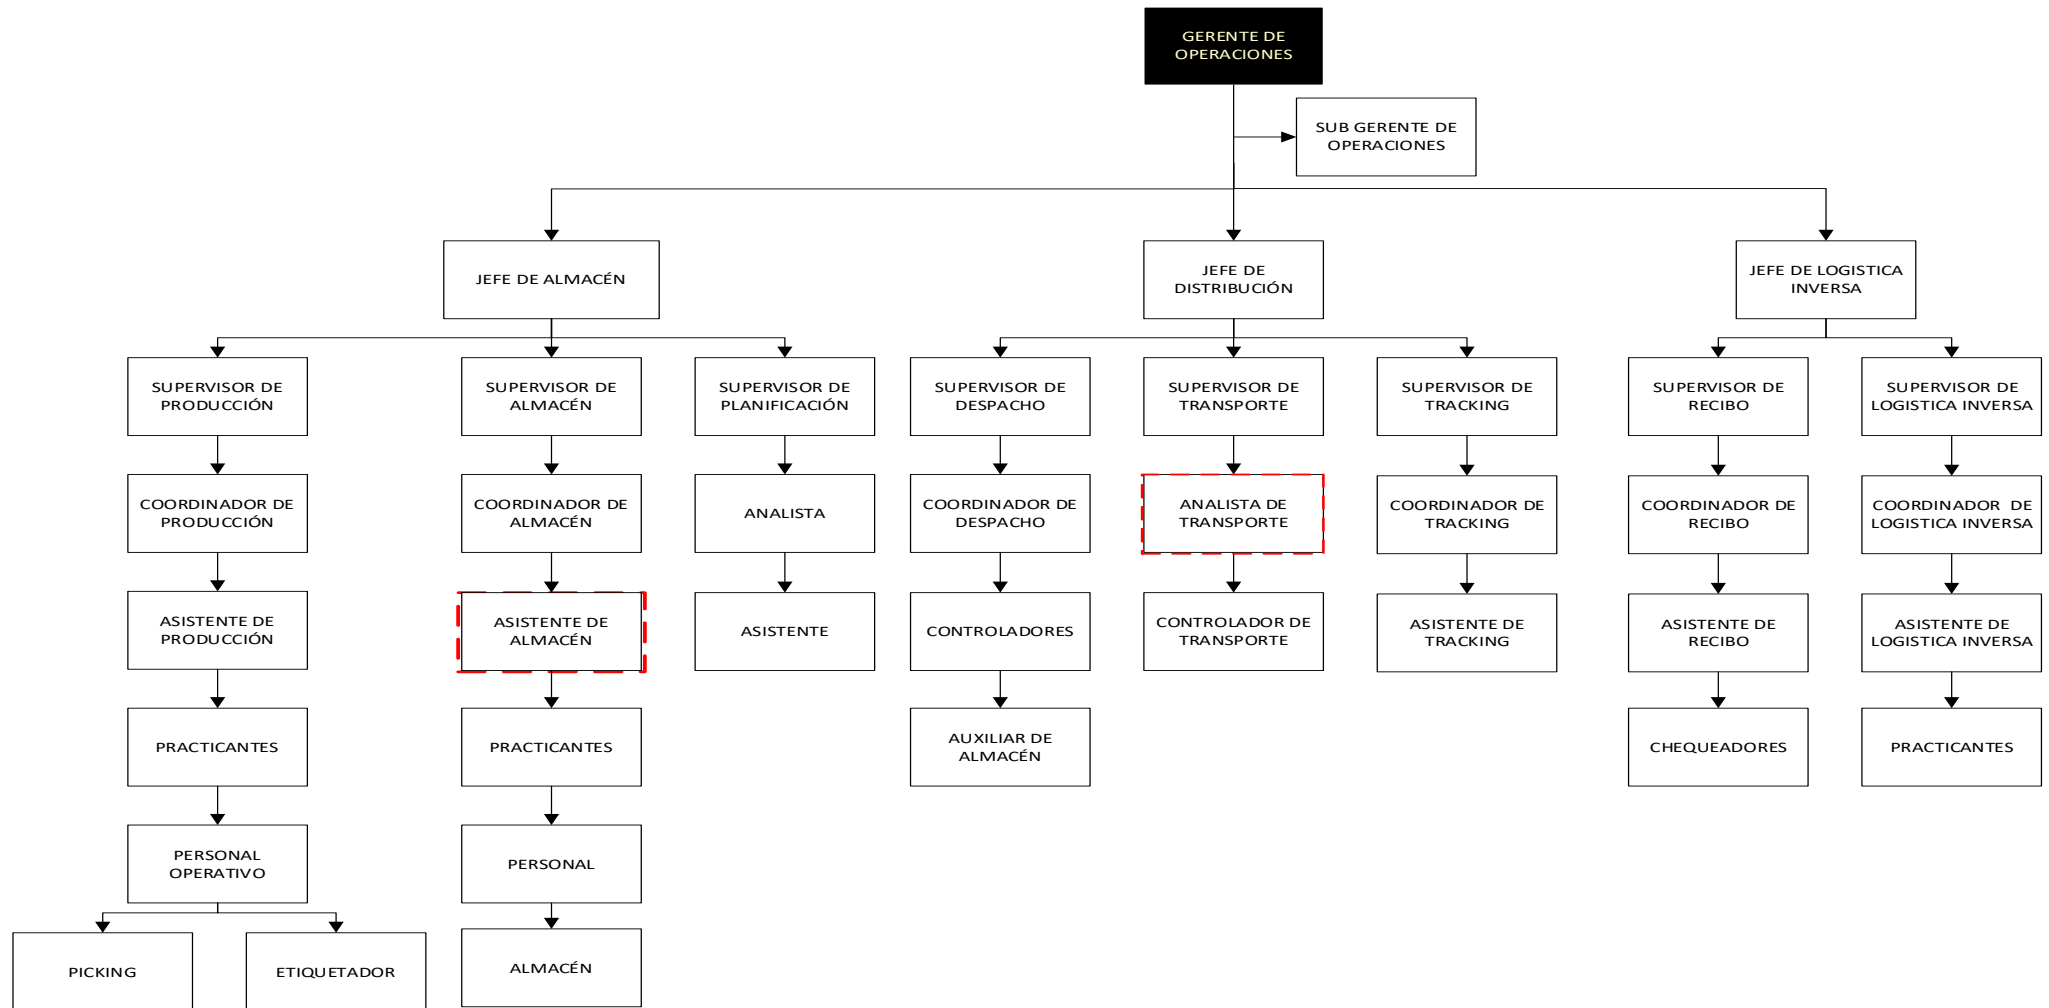 GERENTE DE
OPERACIONES
SUB GERENTE DE
OPERACIONES
JEFE DE ALMACÉN
JEFE DE
DISTRIBUCIÓN
JEFE DE LOGISTICA
INVERSA
SUPERVISOR DE
PRODUCCIÓN
SUPERVISOR DE
ALMACÉN
SUPERVISOR DE
PLANIFICACIÓN
SUPERVISOR DE
DESPACHO
SUPERVISOR DE
TRANSPORTE
SUPERVISOR DE
TRACKING
SUPERVISOR DE
RECIBO
SUPERVISOR DE
LOGISTICA INVERSA
COORDINADOR DE
PRODUCCIÓN
COORDINADOR DE
ALMACÉN
ANALISTA
COORDINADOR DE
DESPACHO
ANALISTA DE
TRANSPORTE
COORDINADOR DE
TRACKING
COORDINADOR DE
RECIBO
COORDINADOR DE
LOGISTICA INVERSA
ASISTENTE DE
PRODUCCIÓN
ASISTENTE DE
ALMACÉN
ASISTENTE
CONTROLADORES
CONTROLADOR DE
TRANSPORTE
ASISTENTE DE
TRACKING
ASISTENTE DE
RECIBO
ASISTENTE DE
LOGISTICA INVERSA
PRACTICANTES
PRACTICANTES
AUXILIAR DE
ALMACÉN
CHEQUEADORES
PRACTICANTES
PERSONAL
OPERATIVO
PERSONAL
PICKING
ETIQUETADOR
ALMACÉN